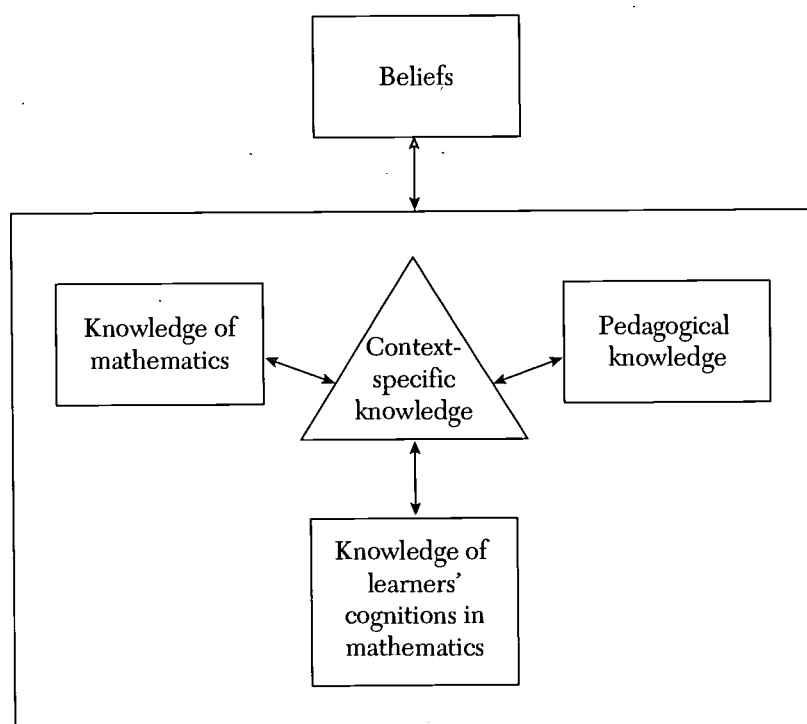 Beliefs
Knowledge of
mathematics
Context-
specific
knowledge
Pedagogical
knowledge
Knowledge of
learners'
cognitions in
mathematics